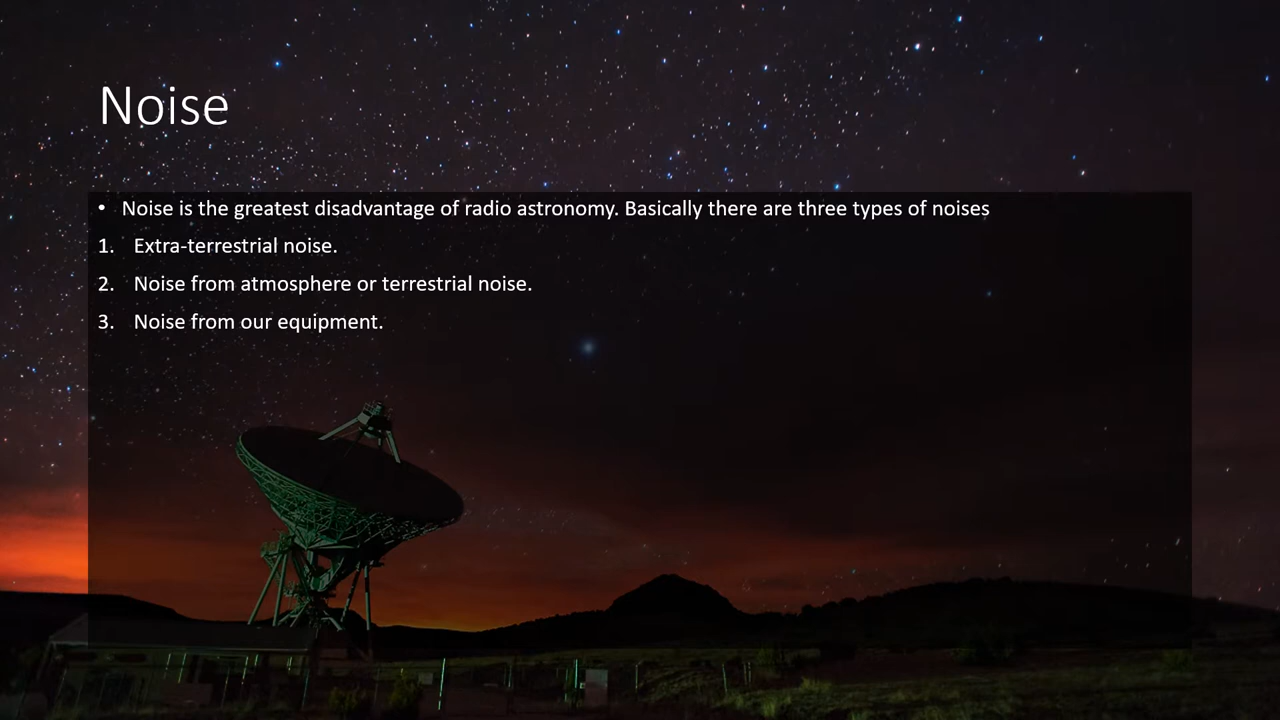 Noise
• Noise is the greatest disadvantage of radio astronomy. Basically there are three types of noises
1. Extra-terrestrial noise.
2. Noise from atmosphere or terrestrial noise.
3. Noise from our equipment.